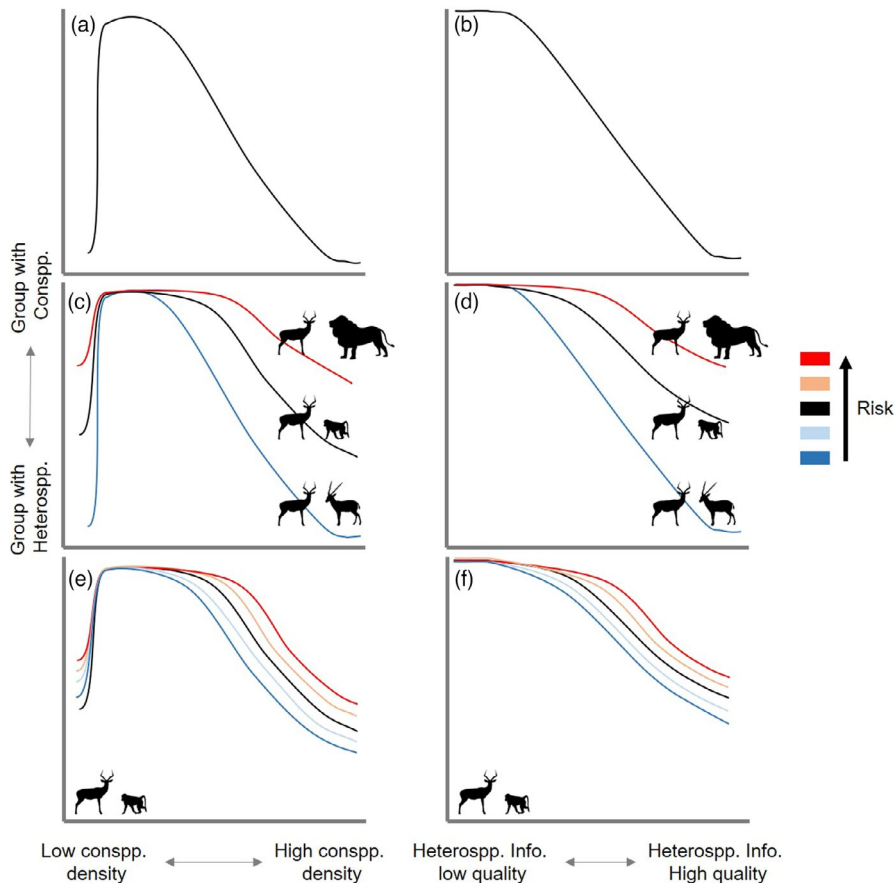 (a)
(b)
Group with
Conspp.
(c)
(d)
Risk
Group with
Heterospp.
(e)
(f)
Low conspp.
density
High conspp.
density
Heterospp. Info.
low quality
Heterospp. Info.
High quality